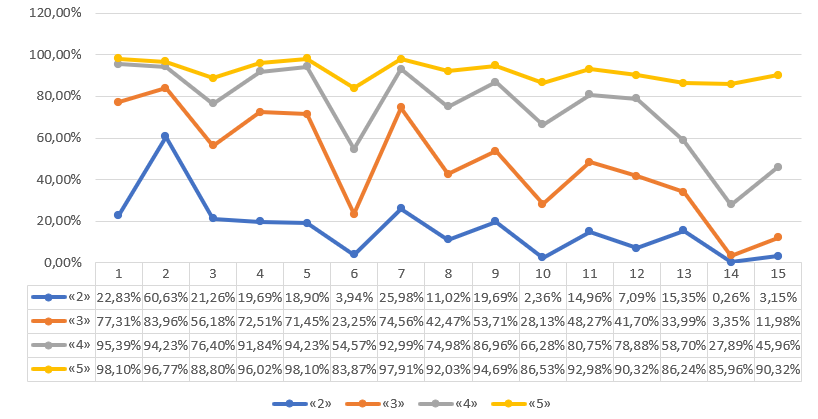 120,00%
100,00%
80,00%
60,00%
40,00%
20,00%
0,00%
1 2 3 4 5 6 7 8 9 10 11 12 13 14 15
«2» 22,83% 60,63% 21,26% 19,69% 18,90% 3,94% 25,98% 11,02% 19,69% 2,36% 14,96% 7,09% 15,35% 0,26% 3,15%
«3» 77,31% 83,96% 56,18% 72,51% 71,45% 23,25% 74,56% 42,47% 53,71% 28,13% 48,27% 41,70% 33,99% 3,35% 11,98%
«4» 95,39% 94,23% 76,40% 91,84% 94,23% 54,57% 92,99% 74,98% 86,96% 66,28% 80,75% 78,88% 58,70% 27,89% 45,96%
«5» 98,10% 96,77% 88,80% 96,02% 98,10% 83,87% 97,91% 92,03% 94,69% 86,53% 92,98% 90,32% 86,24% 85,96% 90,32%
«2» «3» «4» «5»